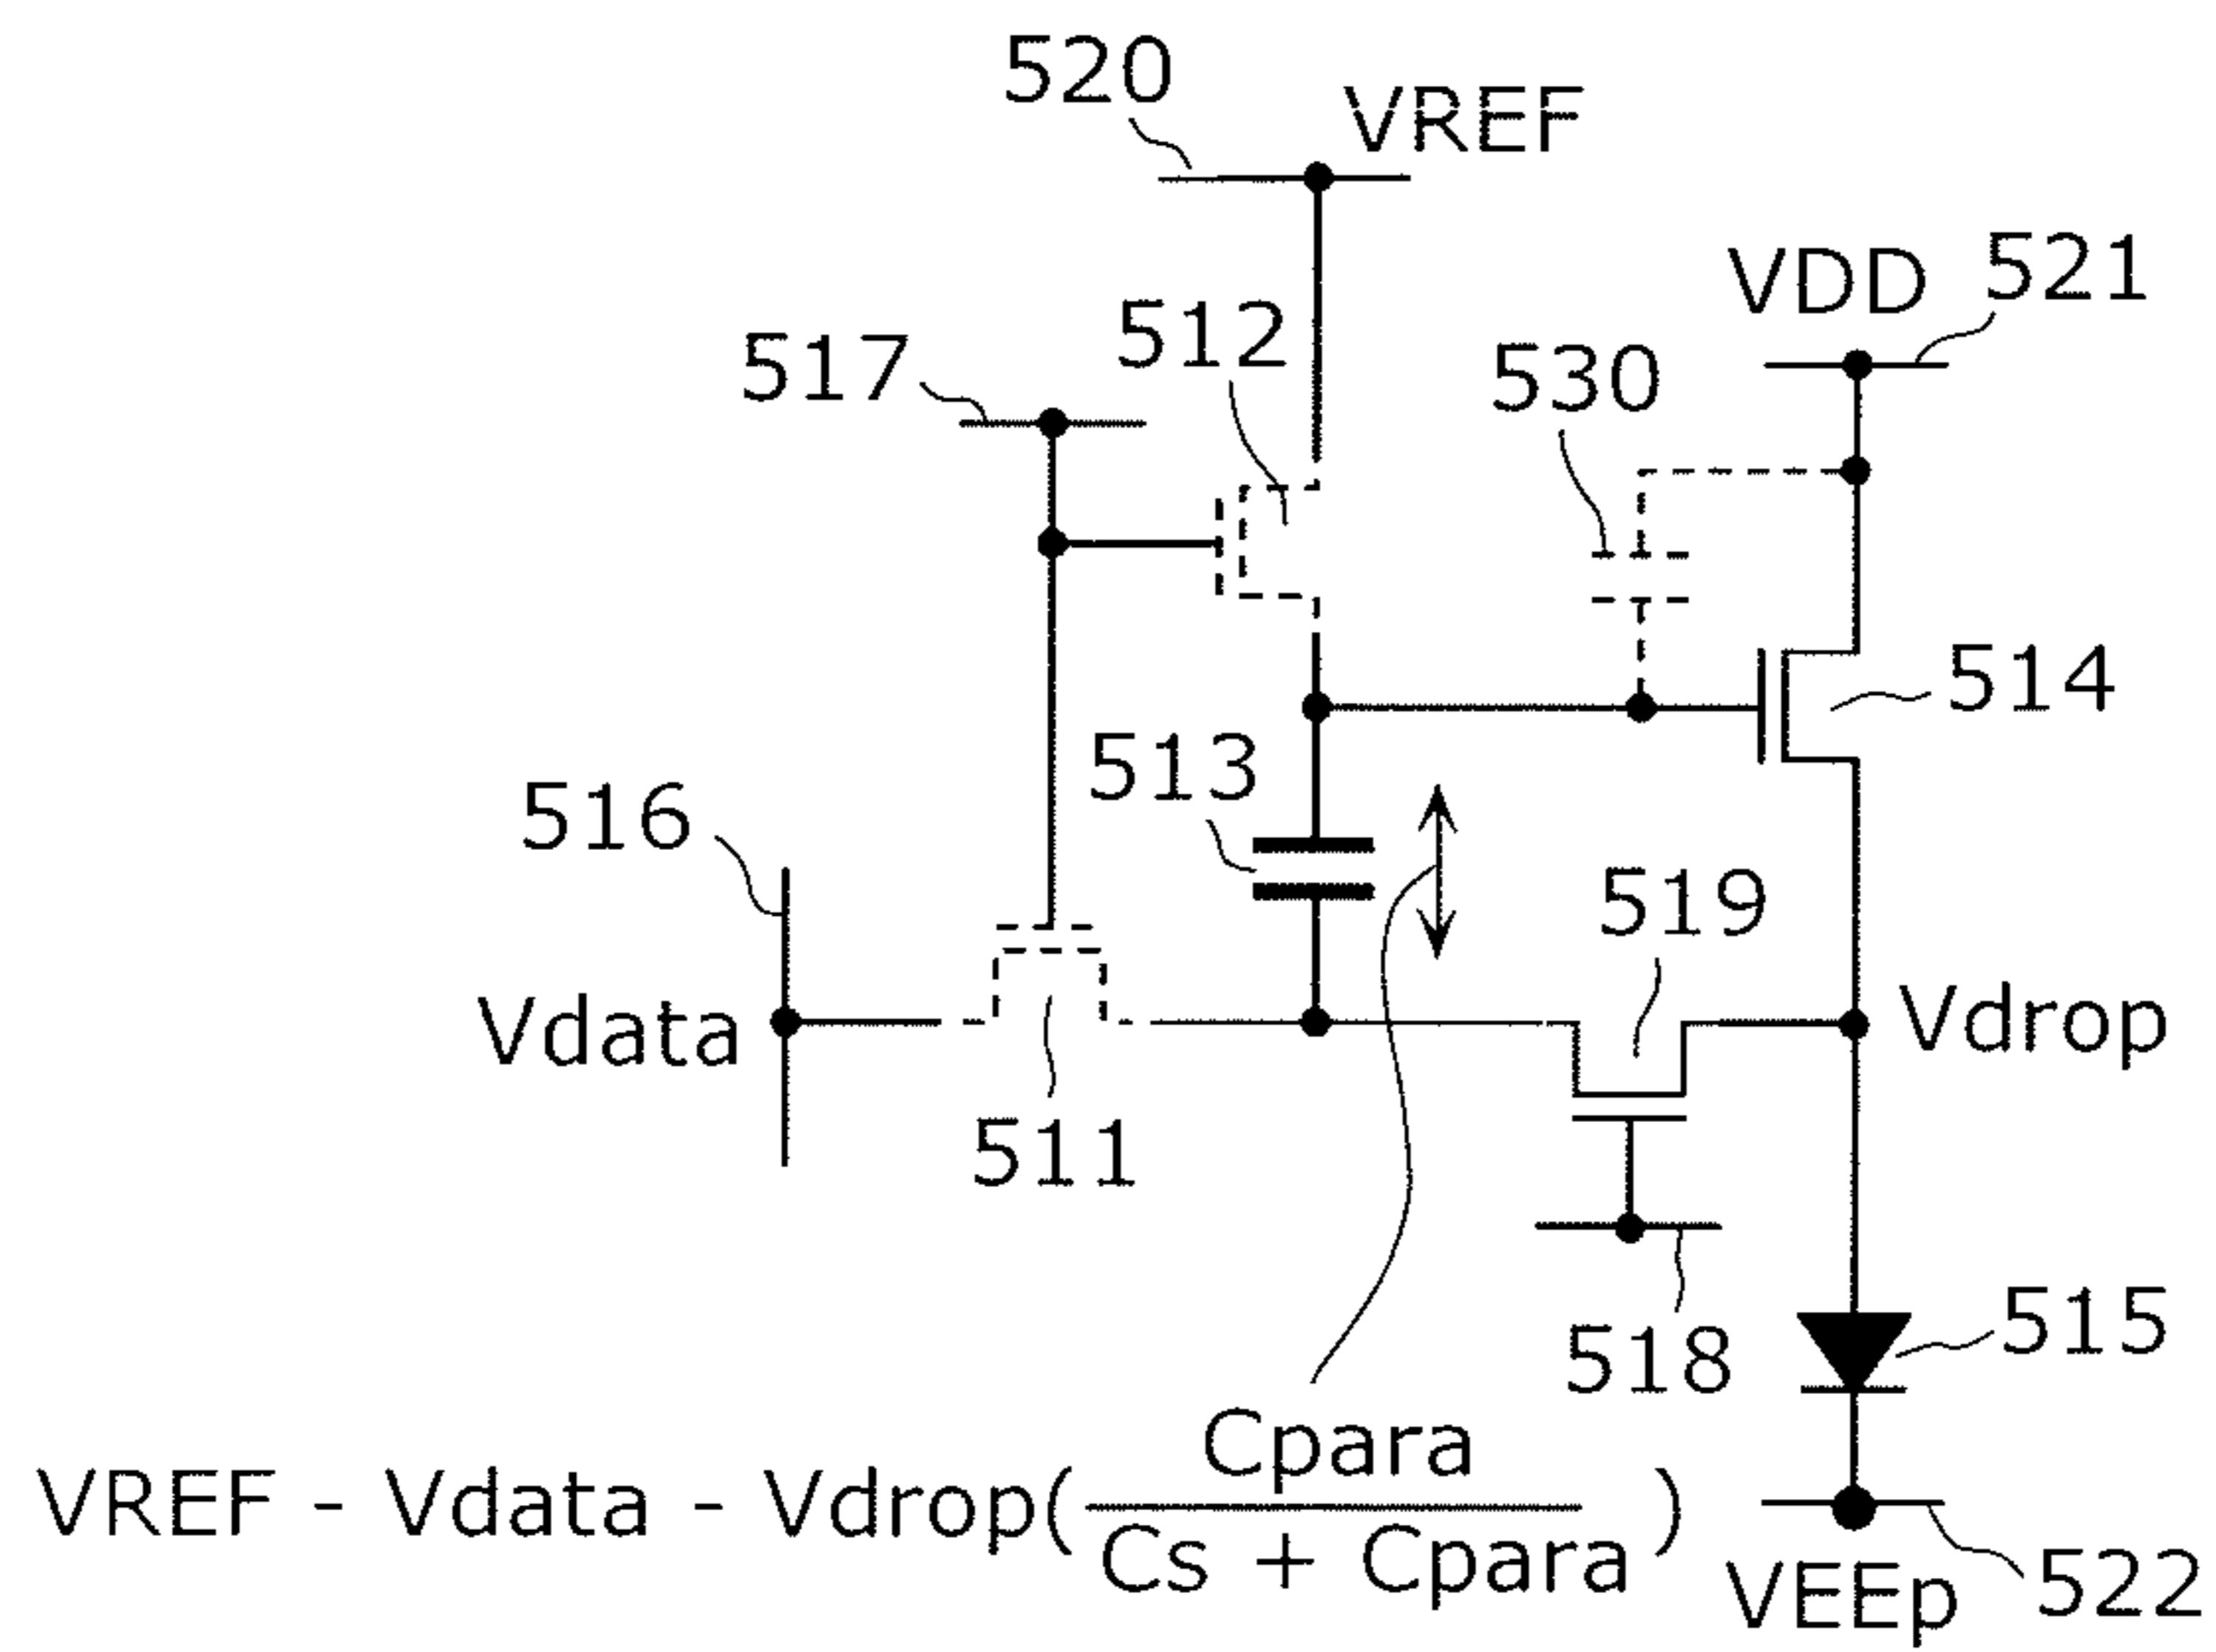 520
VREF
VDD
521
512
517
530
514
513
516
519
Vdata
Vdrop
511
515
518
VREF - Vdata - Vdrop(Cpara
Cs + Cpara)
VEEp
522